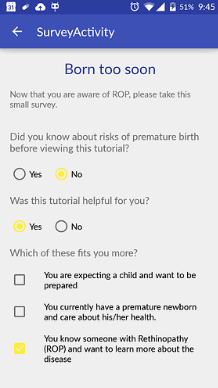 31
51% 9:45
SurveyActivity
Born too soon
Now that you are aware of ROP, please take this
small survey.
Did you know about risks of premature birth
before viewing this tutorial?
Yes No
Was this tutorial helpful for you?
Yes No
Which of these fits you more?
You are expecting a child and want to be
prepared
You currently have a premature newborn
and care about his/her health.
You know someone with Rethinopathy
(ROP) and want to learn more about the
disease